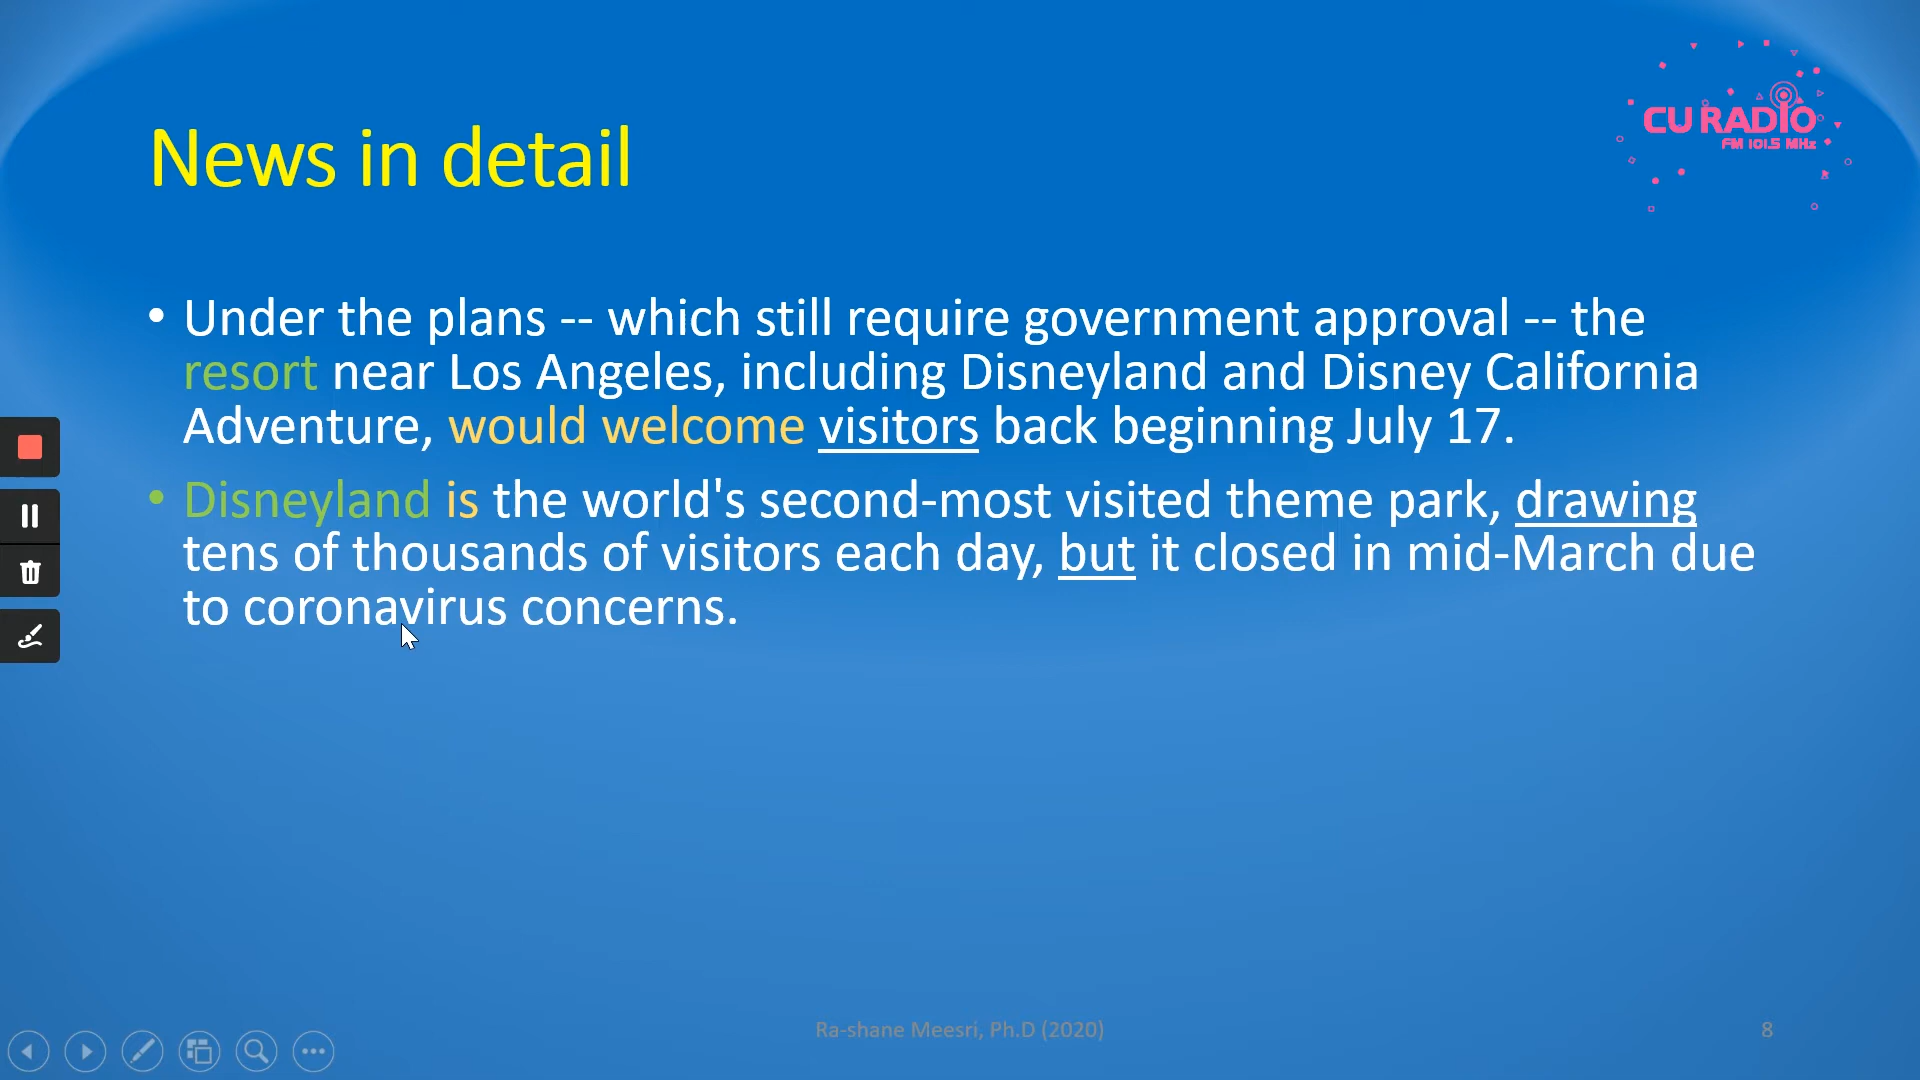 CU RADIO
FM 101.5 MHz
News in detail
• Under the plans -- which still require government approval -- the
resort near Los Angeles, including Disneyland and Disney California
Adventure, would welcome visitors back beginning July 17.
• Disneyland is the world's second-most visited theme park, drawing
tens of thousands of visitors each day, but it closed in mid-March due
to coronavirus concerns.
Ra-shane Meesri, Ph.D (2020)
8